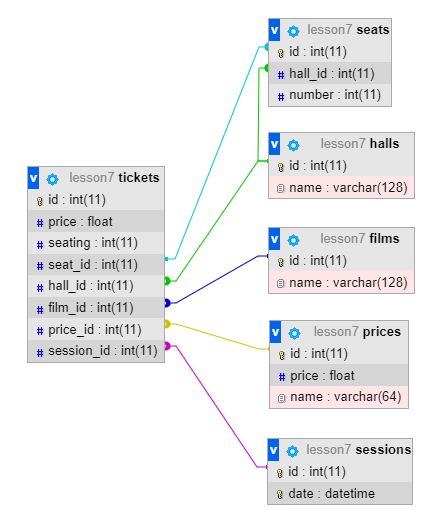 v lesson7 tickets
id : int(11)
# price : float
# seating : int(11)
# seat_id : int(11)
# hall_id : int(11)
# film_id : int(11)
# price_id : int(11)
# session_id : int(11)
v lesson7 seats
id : int(11)
# hall_id : int(11)
# number : int(11)
v lesson7 halls
id : int(11)
name : varchar(128)
v lesson7 films
id : int(11)
name : varchar(128)
v lesson7 prices
id : int(11)
# price : float
name : varchar(64)
v lesson7 sessions
id : int(11)
date : datetime